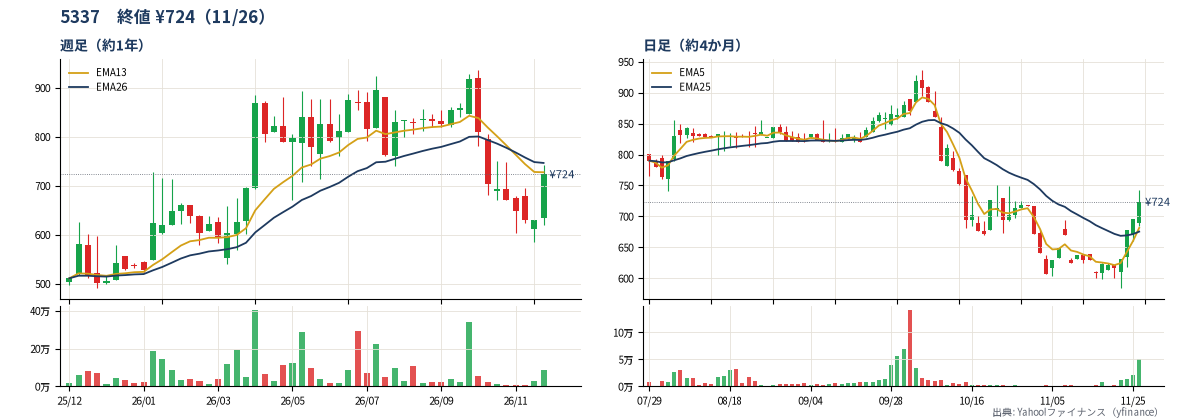 5337　終値 ¥724（11/26）
週足（約1年）
EMA13
EMA26
900
800
700
600
500
¥724
40万
20万
0万
25/12
26/01
26/03
26/05
26/07
26/09
26/11
日足（約4か月）
EMA5
EMA25
950
900
850
800
750
700
650
600
¥724
10万
5万
0万
07/29
08/18
09/04
09/28
10/16
11/05
11/25
出典: Yahoo!ファイナンス（yfinance）